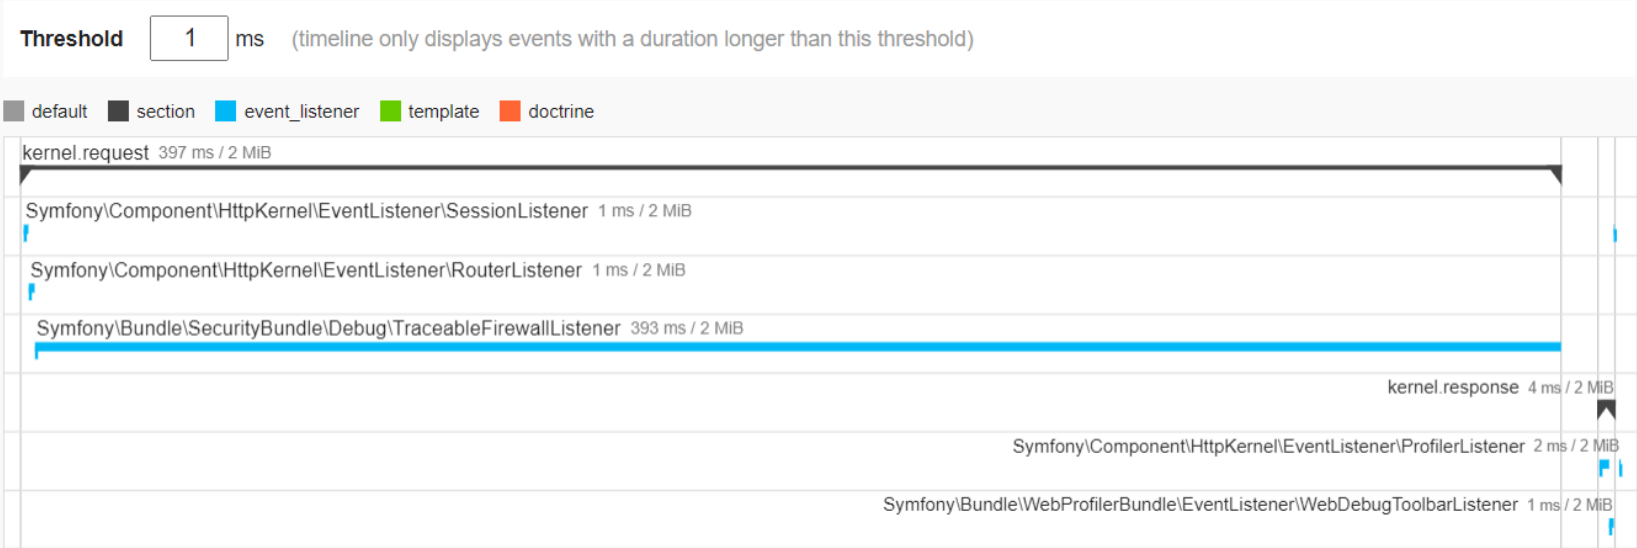 Threshold 1 ms (timeline only displays events with a duration longer than this threshold)
default section event_listener template doctrine
kernel.request 397 ms / 2 MiB
Symfony\Component\HttpKernel\EventListener\SessionListener 1 ms / 2 MiB
Symfony\Component\HttpKernel\EventListener\RouterListener 1 ms / 2 MiB
Symfony\Bundle\SecurityBundle\Debug\TraceableFirewallListener 393 ms / 2 MiB
kernel.response 4 ms / 2 MiB
Symfony\Component\HttpKernel\EventListener\ProfilerListener 2 ms / 2 MiB
Symfony\Bundle\WebProfilerBundle\EventListener\WebDebugToolbarListener 1 ms / 2 MiB